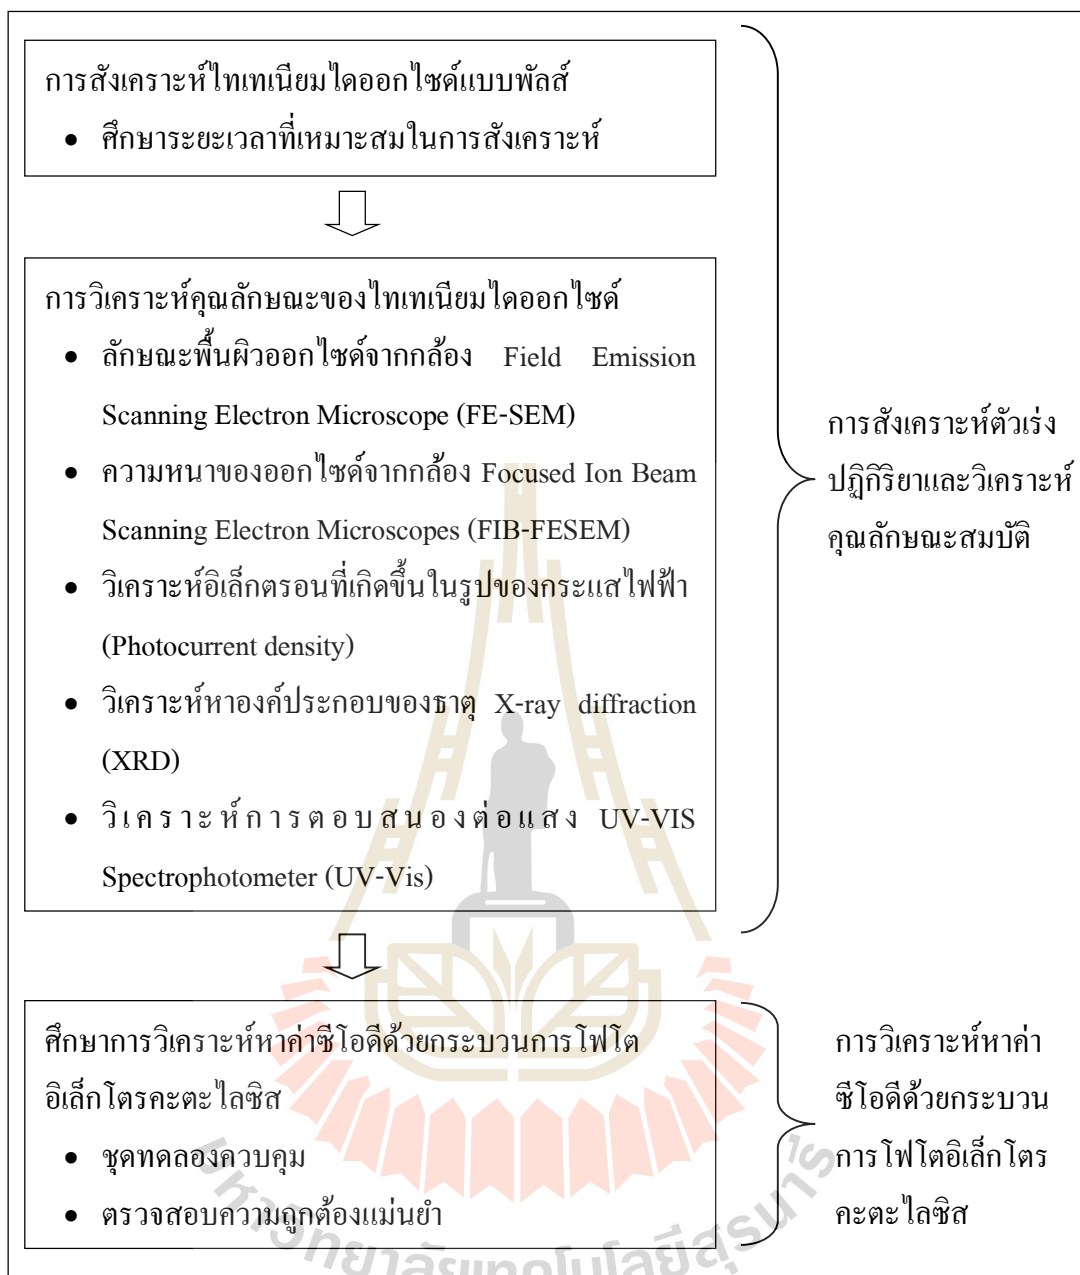 การสังเคราะห์ไทเทเนียมไดออกไซด์แบบพัลส์
• ศึกษาระยะเวลาที่เหมาะสมในการสังเคราะห์
การวิเคราะห์คุณลักษณะของไทเทเนียมไดออกไซด์
• ลักษณะพื้นผิวออกไซด์จากกล้อง Field Emission
Scanning Electron Microscope (FE-SEM)
• ความหนาของออกไซด์จากกล้อง Focused Ion Beam
Scanning Electron Microscopes (FIB-FESEM)
• วิเคราะห์อิเล็กตรอนที่เกิดขึ้นในรูปของกระแสไฟฟ้า
(Photocurrent density)
• วิเคราะห์หาองค์ประกอบของธาตุ X-ray diffraction
(XRD)
• วิเคราะห์การตอบสนองต่อแสง UV-VIS
Spectrophotometer (UV-Vis)
การสังเคราะห์ตัวเร่ง
ปฏิกิริยาและวิเคราะห์
คุณลักษณะสมบัติ
ศึกษาการวิเคราะห์หาค่าซีโอดีด้วยกระบวนการโฟโต
อิเล็กโตรคะตะไลซิส
• ชุดทดลองควบคุม
• ตรวจสอบความถูกต้องแม่นยำ
การวิเคราะห์หาค่า
ซีโอดีด้วยกระบวน
การโฟโตอิเล็กโตร
คะตะไลซิส
มหาวิทยาลัยเทคโนโลยีสุรนารี